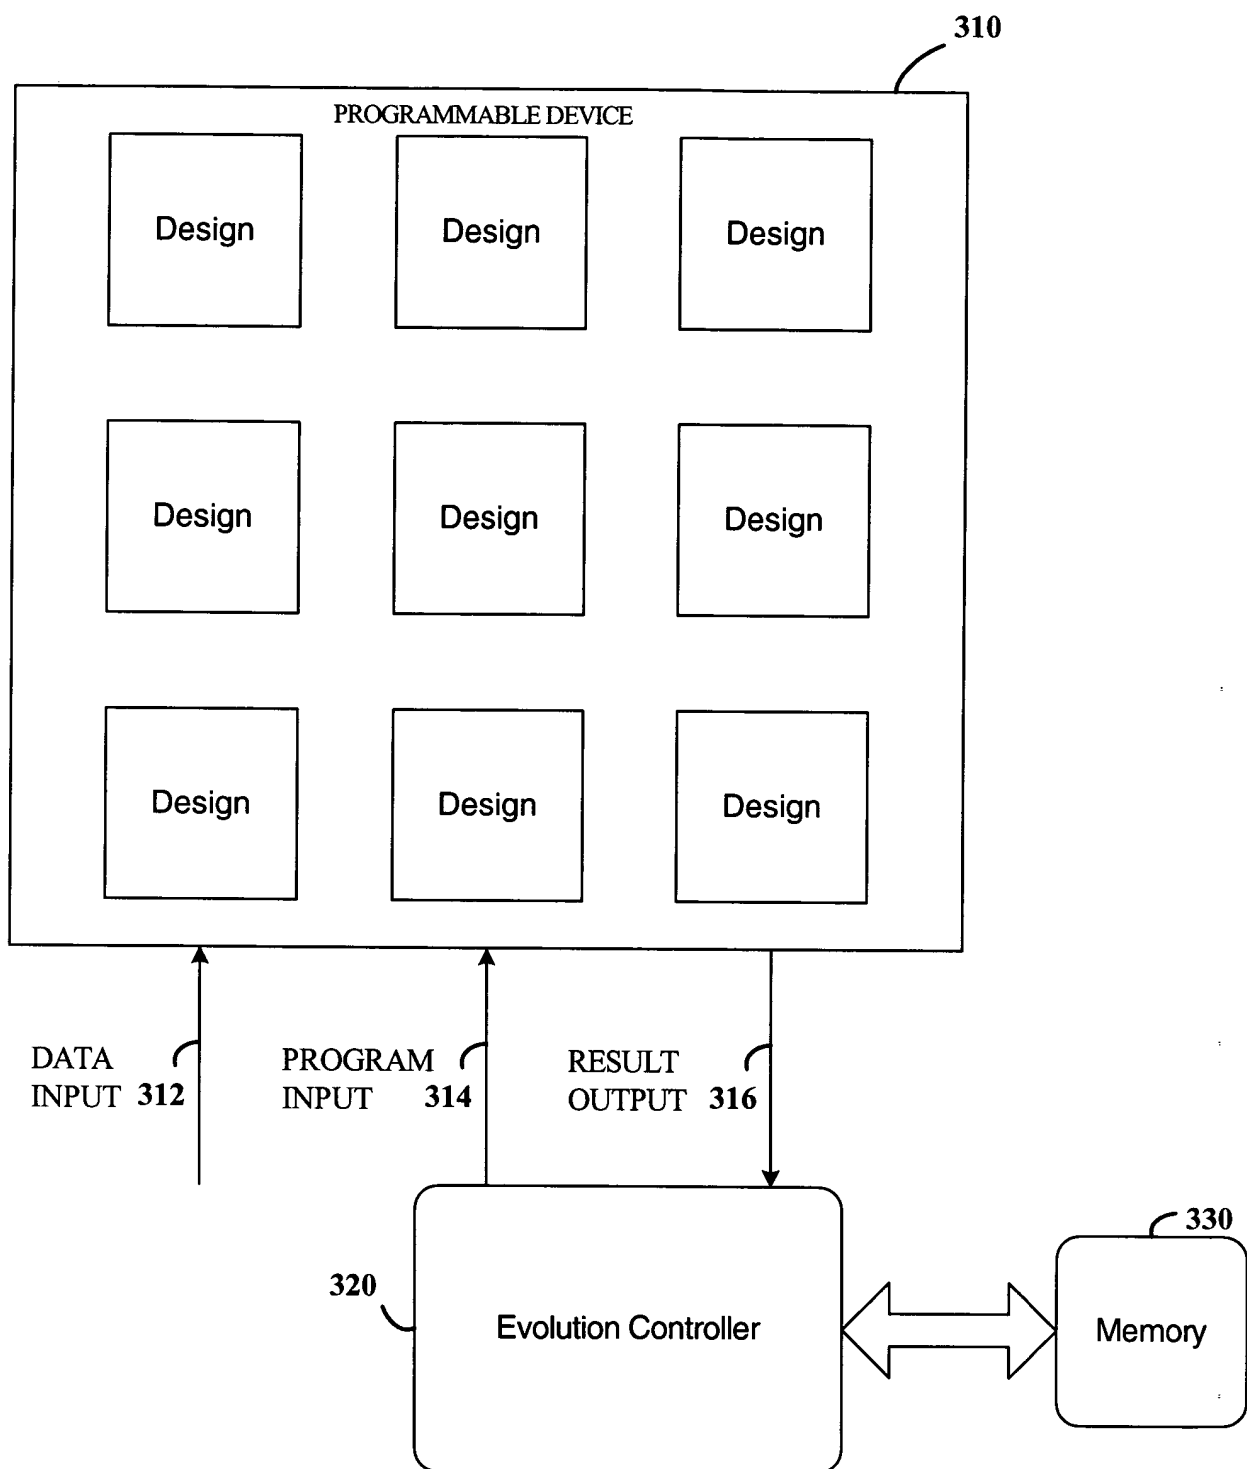 310
PROGRAMMABLE DEVICE
Design Design Design
Design Design Design
Design Design Design
DATA
INPUT 312
PROGRAM
INPUT 314
RESULT
OUTPUT 316
320
Evolution Controller
330
Memory